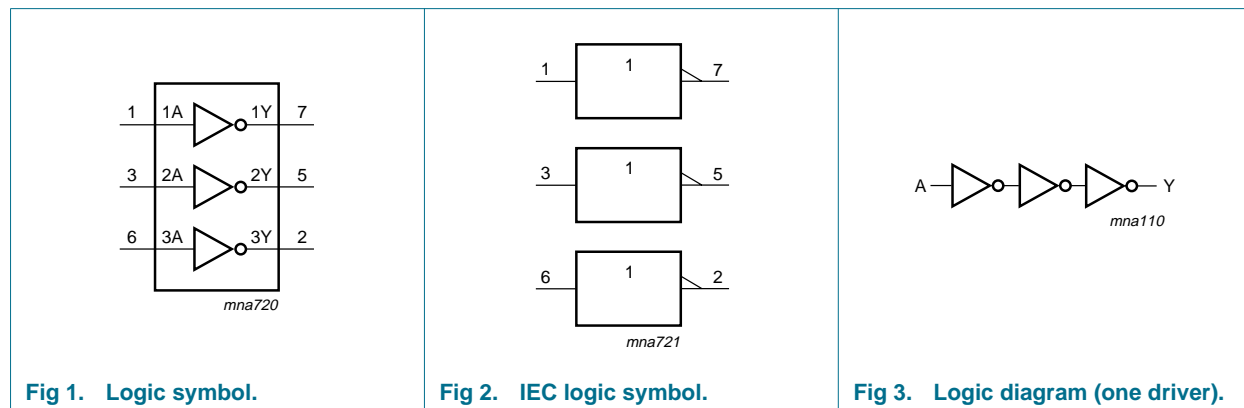 1 1A 1Y 7
3 2A 2Y 5
6 3A 3Y 2
mna720
Fig 1. Logic symbol.
1 1 7
3 1 5
6 1 2
mna721
Fig 2. IEC logic symbol.
A Y
mna110
Fig 3. Logic diagram (one driver).